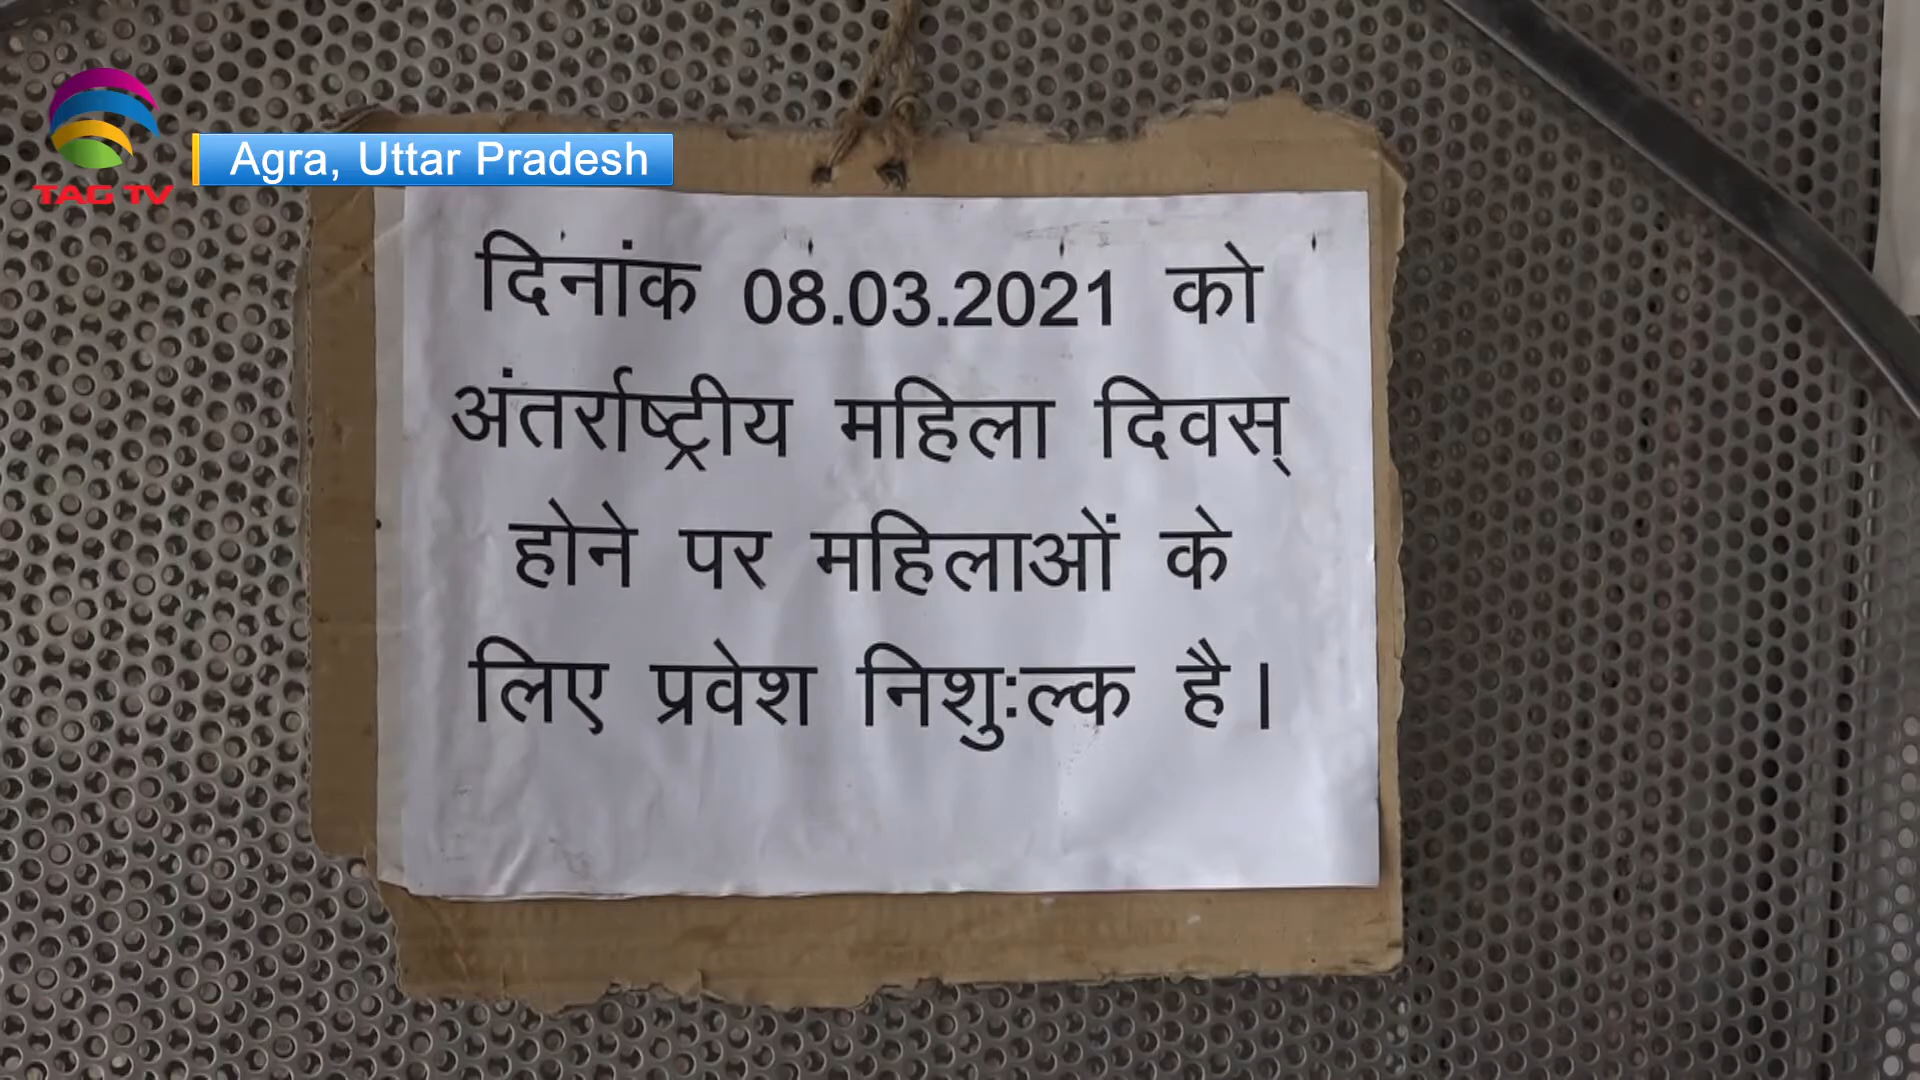 TAG TV
Agra, Uttar Pradesh
दिनांक 08.03.2021 को
अंतर्राष्ट्रीय महिला दिवस्
होने पर महिलाओं के
लिए प्रवेश निशुःल्क है।